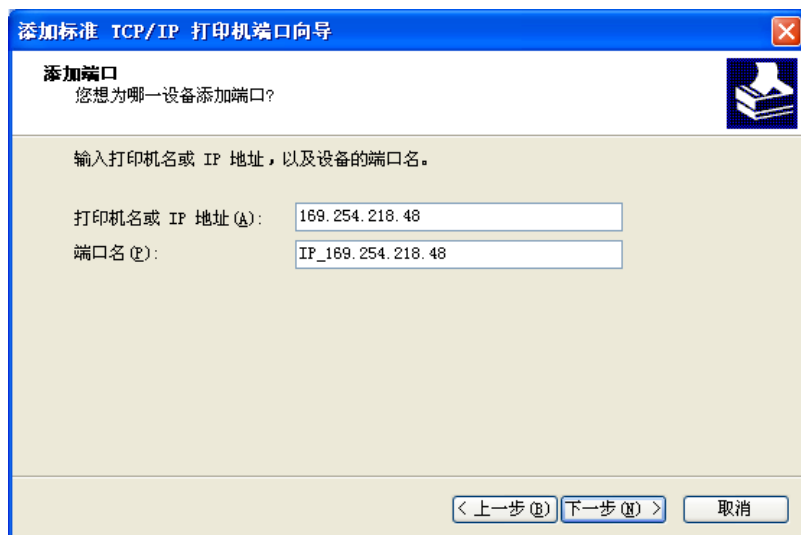 添加标准 TCP/IP 打印机端口向导
添加端口
您想为哪一设备添加端口?
输入打印机名或 IP 地址,以及设备的端口名。
打印机名或 IP 地址(A): 169.254.218.48
端口名(P): IP_169.254.218.48
< 上一步(B) 下一步(N) > 取消